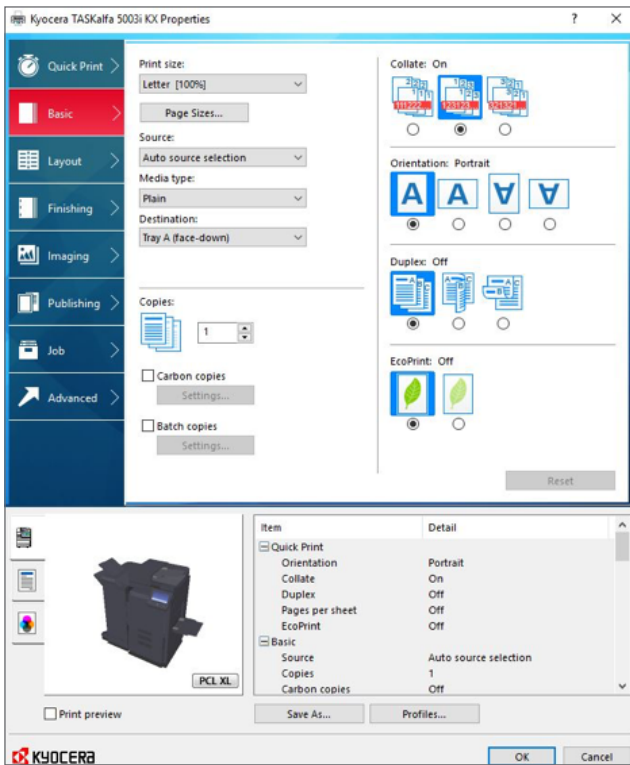 Kyocera TASKalfa 5003i KX Properties
Quick Print
Basic
Layout
Finishing
Imaging
Publishing
Job
Advanced
Print size:
Letter [100%]
Page Sizes...
Source:
Auto source selection
Media type:
Plain
Destination:
Tray A (face-down)
Copies:
1
Carbon copies
Settings...
Batch copies
Settings...
Collate: On
111222
123123
321321
Orientation: Portrait
A A A A
Duplex: Off
A B C
A B C
A B C
EcoPrint: Off
Reset
PCL XL
Print preview
Item Detail
Quick Print
Orientation Portrait
Collate On
Duplex Off
Pages per sheet Off
EcoPrint Off
Basic
Source Auto source selection
Copies 1
Carbon copies Off
Save As... Profiles...
KYOCERA
OK Cancel